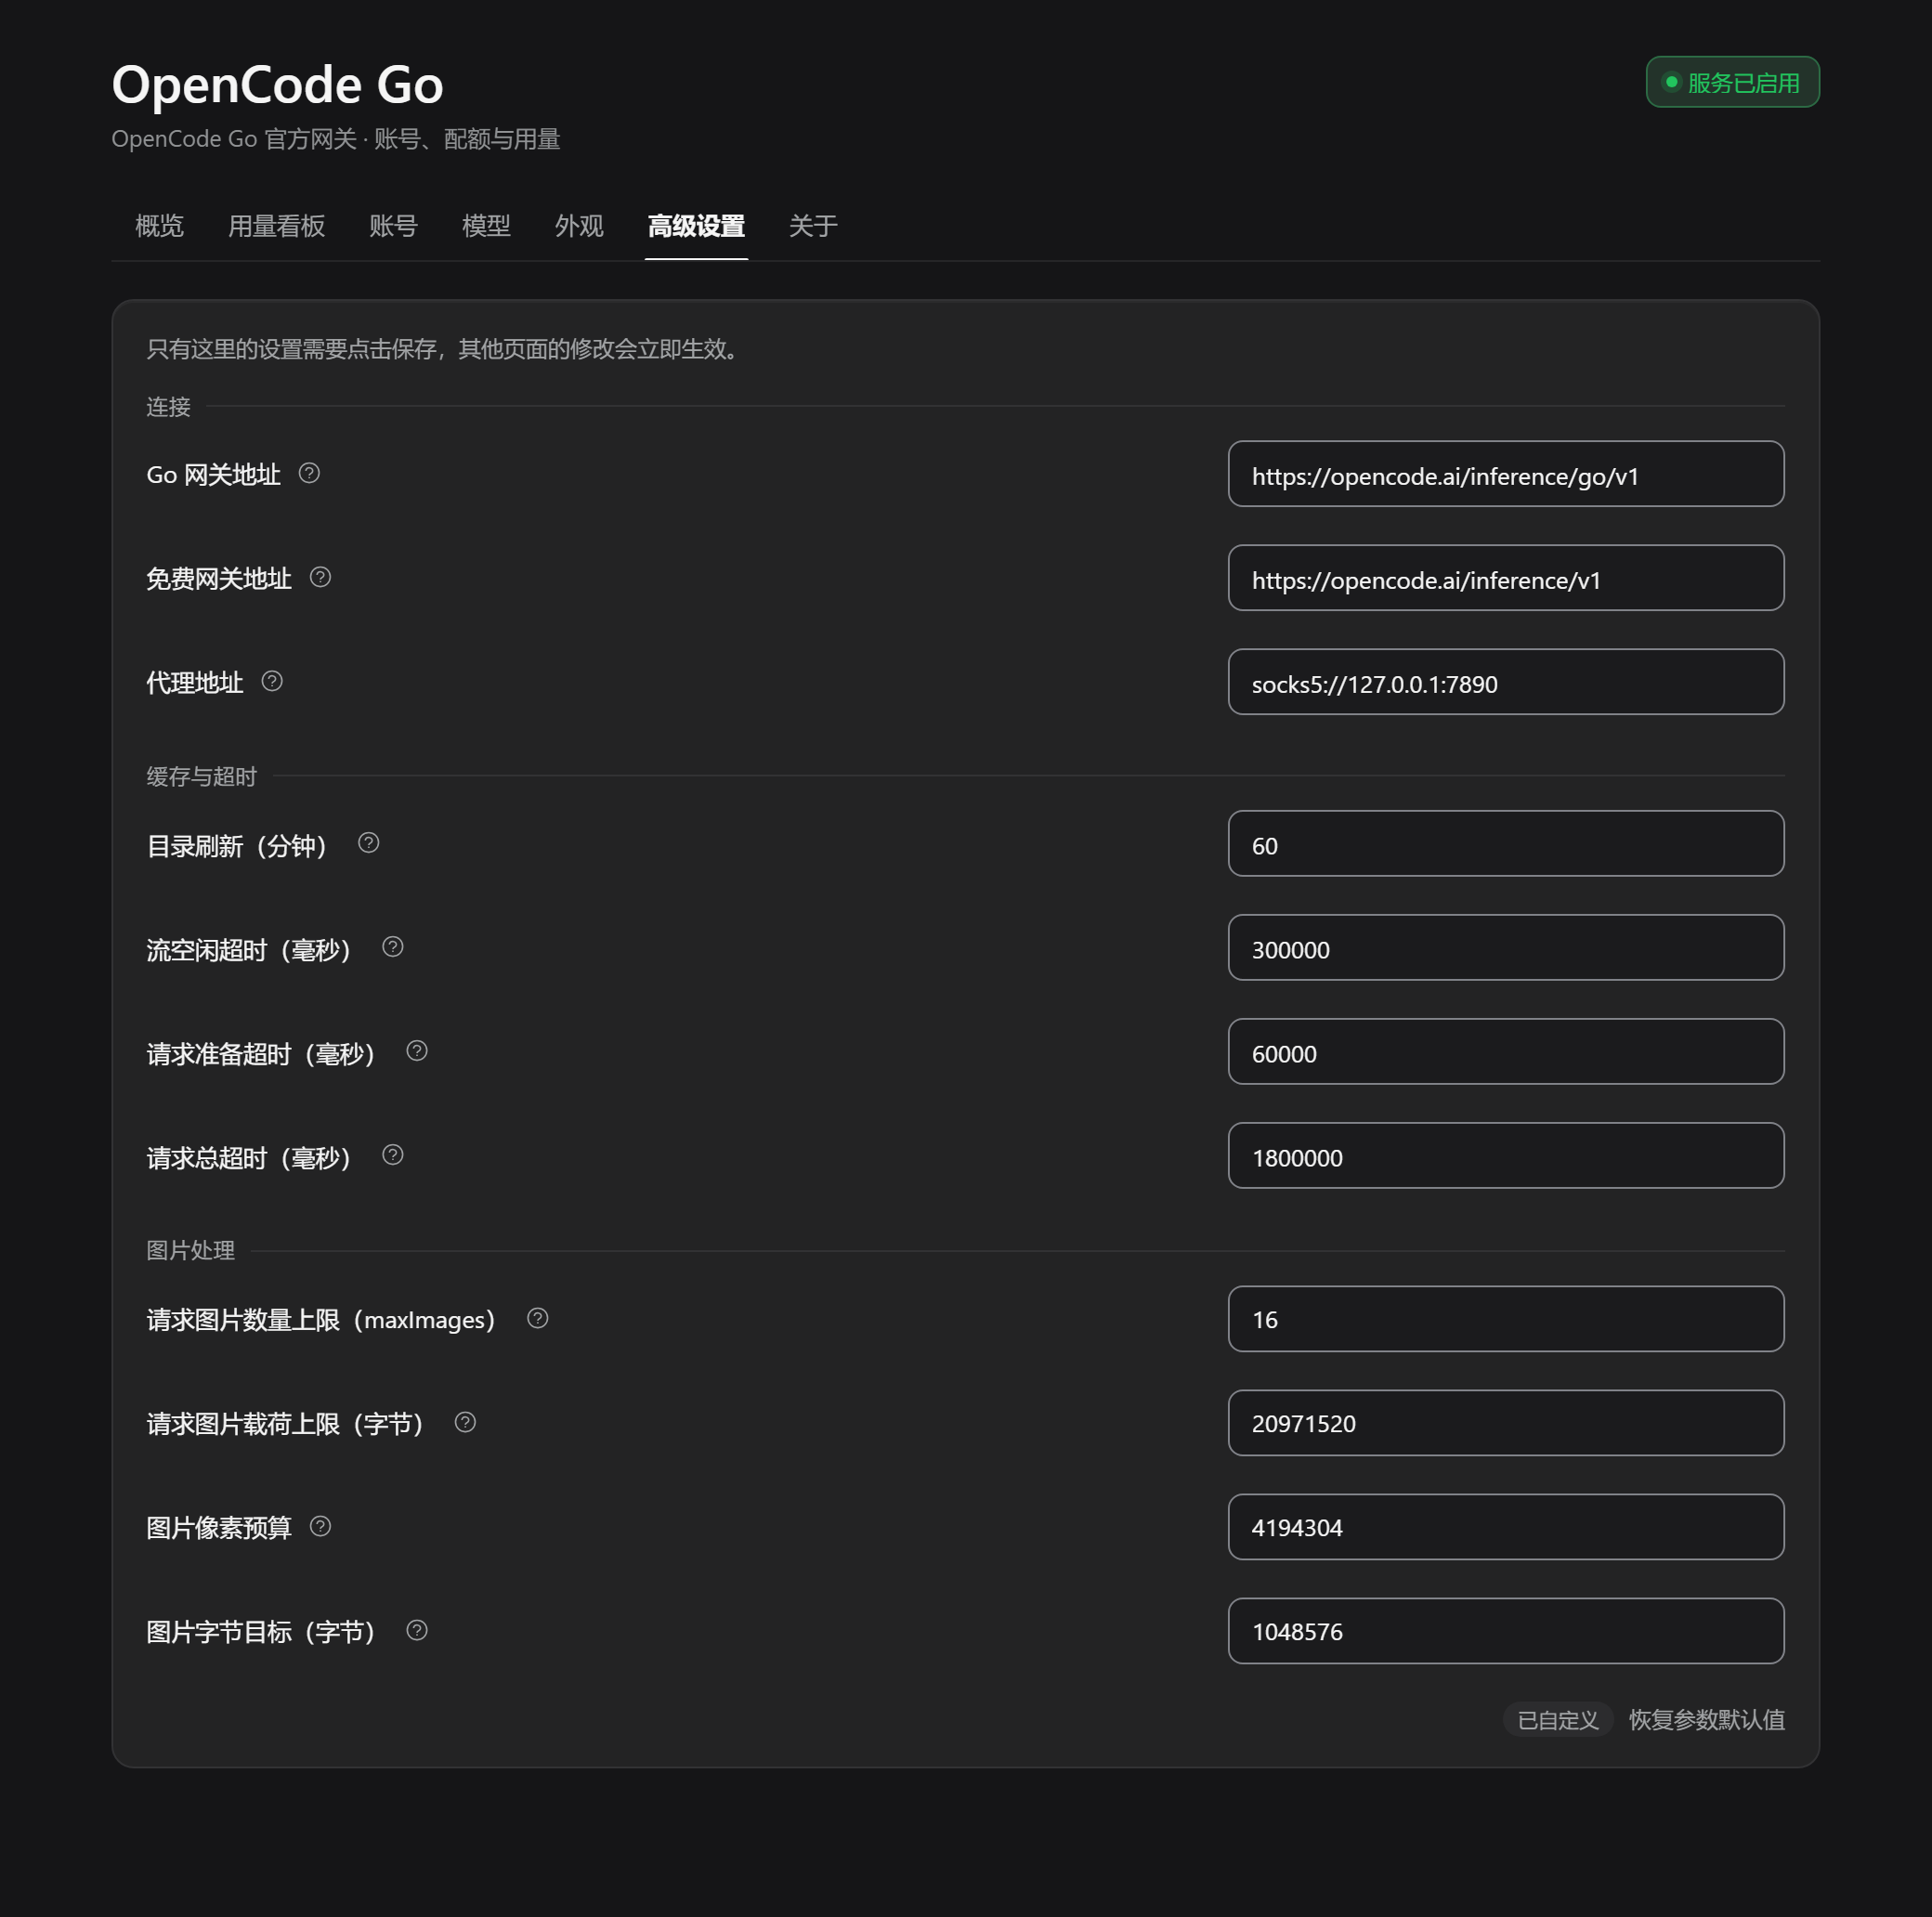 OpenCode Go
服务已启用
OpenCode Go 官方网关 · 账号、配额与用量
概览 用量看板 账号 模型 外观 高级设置 关于
只有这里的设置需要点击保存，其他页面的修改会立即生效。
连接
Go 网关地址 ?
https://opencode.ai/inference/go/v1
免费网关地址 ?
https://opencode.ai/inference/v1
代理地址 ?
socks5://127.0.0.1:7890
缓存与超时
目录刷新（分钟） ?
60
流空闲超时（毫秒） ?
300000
请求准备超时（毫秒） ?
60000
请求总超时（毫秒） ?
1800000
图片处理
请求图片数量上限（maxImages） ?
16
请求图片载荷上限（字节） ?
20971520
图片像素预算 ?
4194304
图片字节目标（字节） ?
1048576
已自定义 恢复参数默认值